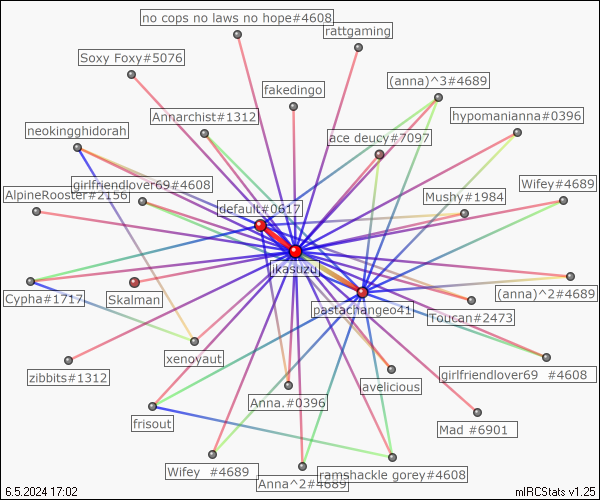 no cops no laws no hope#4608
rattgaming
Soxy Foxy#5076
(anna)^3#4689
fakedingo
Annarchist#1312
hypomanianna#0396
neokingghidorah
ace deucy#7097
girlfriendlover69#4608
Wifey#4689
AlpineRooster#2156
Mushy#1984
default#0617
ikasuzu
(anna)^2#4689
Cypha#1717
Skalman
pastachangeo41
Toucan#2473
xenoyaut
zibbits#1312
girlfriendlover69 #4608
avelicious
Anna.#0396
frisout
Mad #6901
Wifey #4689
ramshackle gorey#4608
Anna^2#4689
6.5.2024 17:02
mIRCStats v1.25